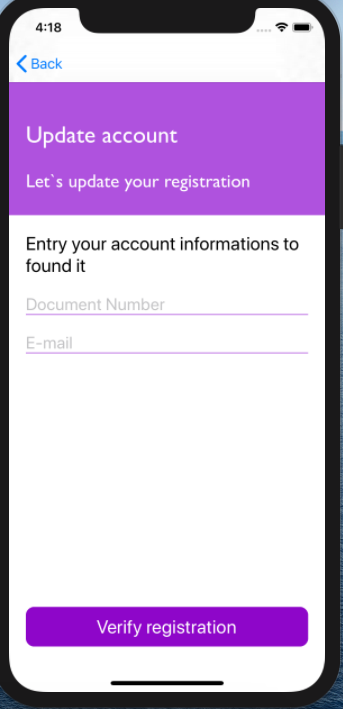 4:18
Back
Update account
Let`s update your registration
Entry your account informations to
found it
Document Number
E-mail
Verify registration